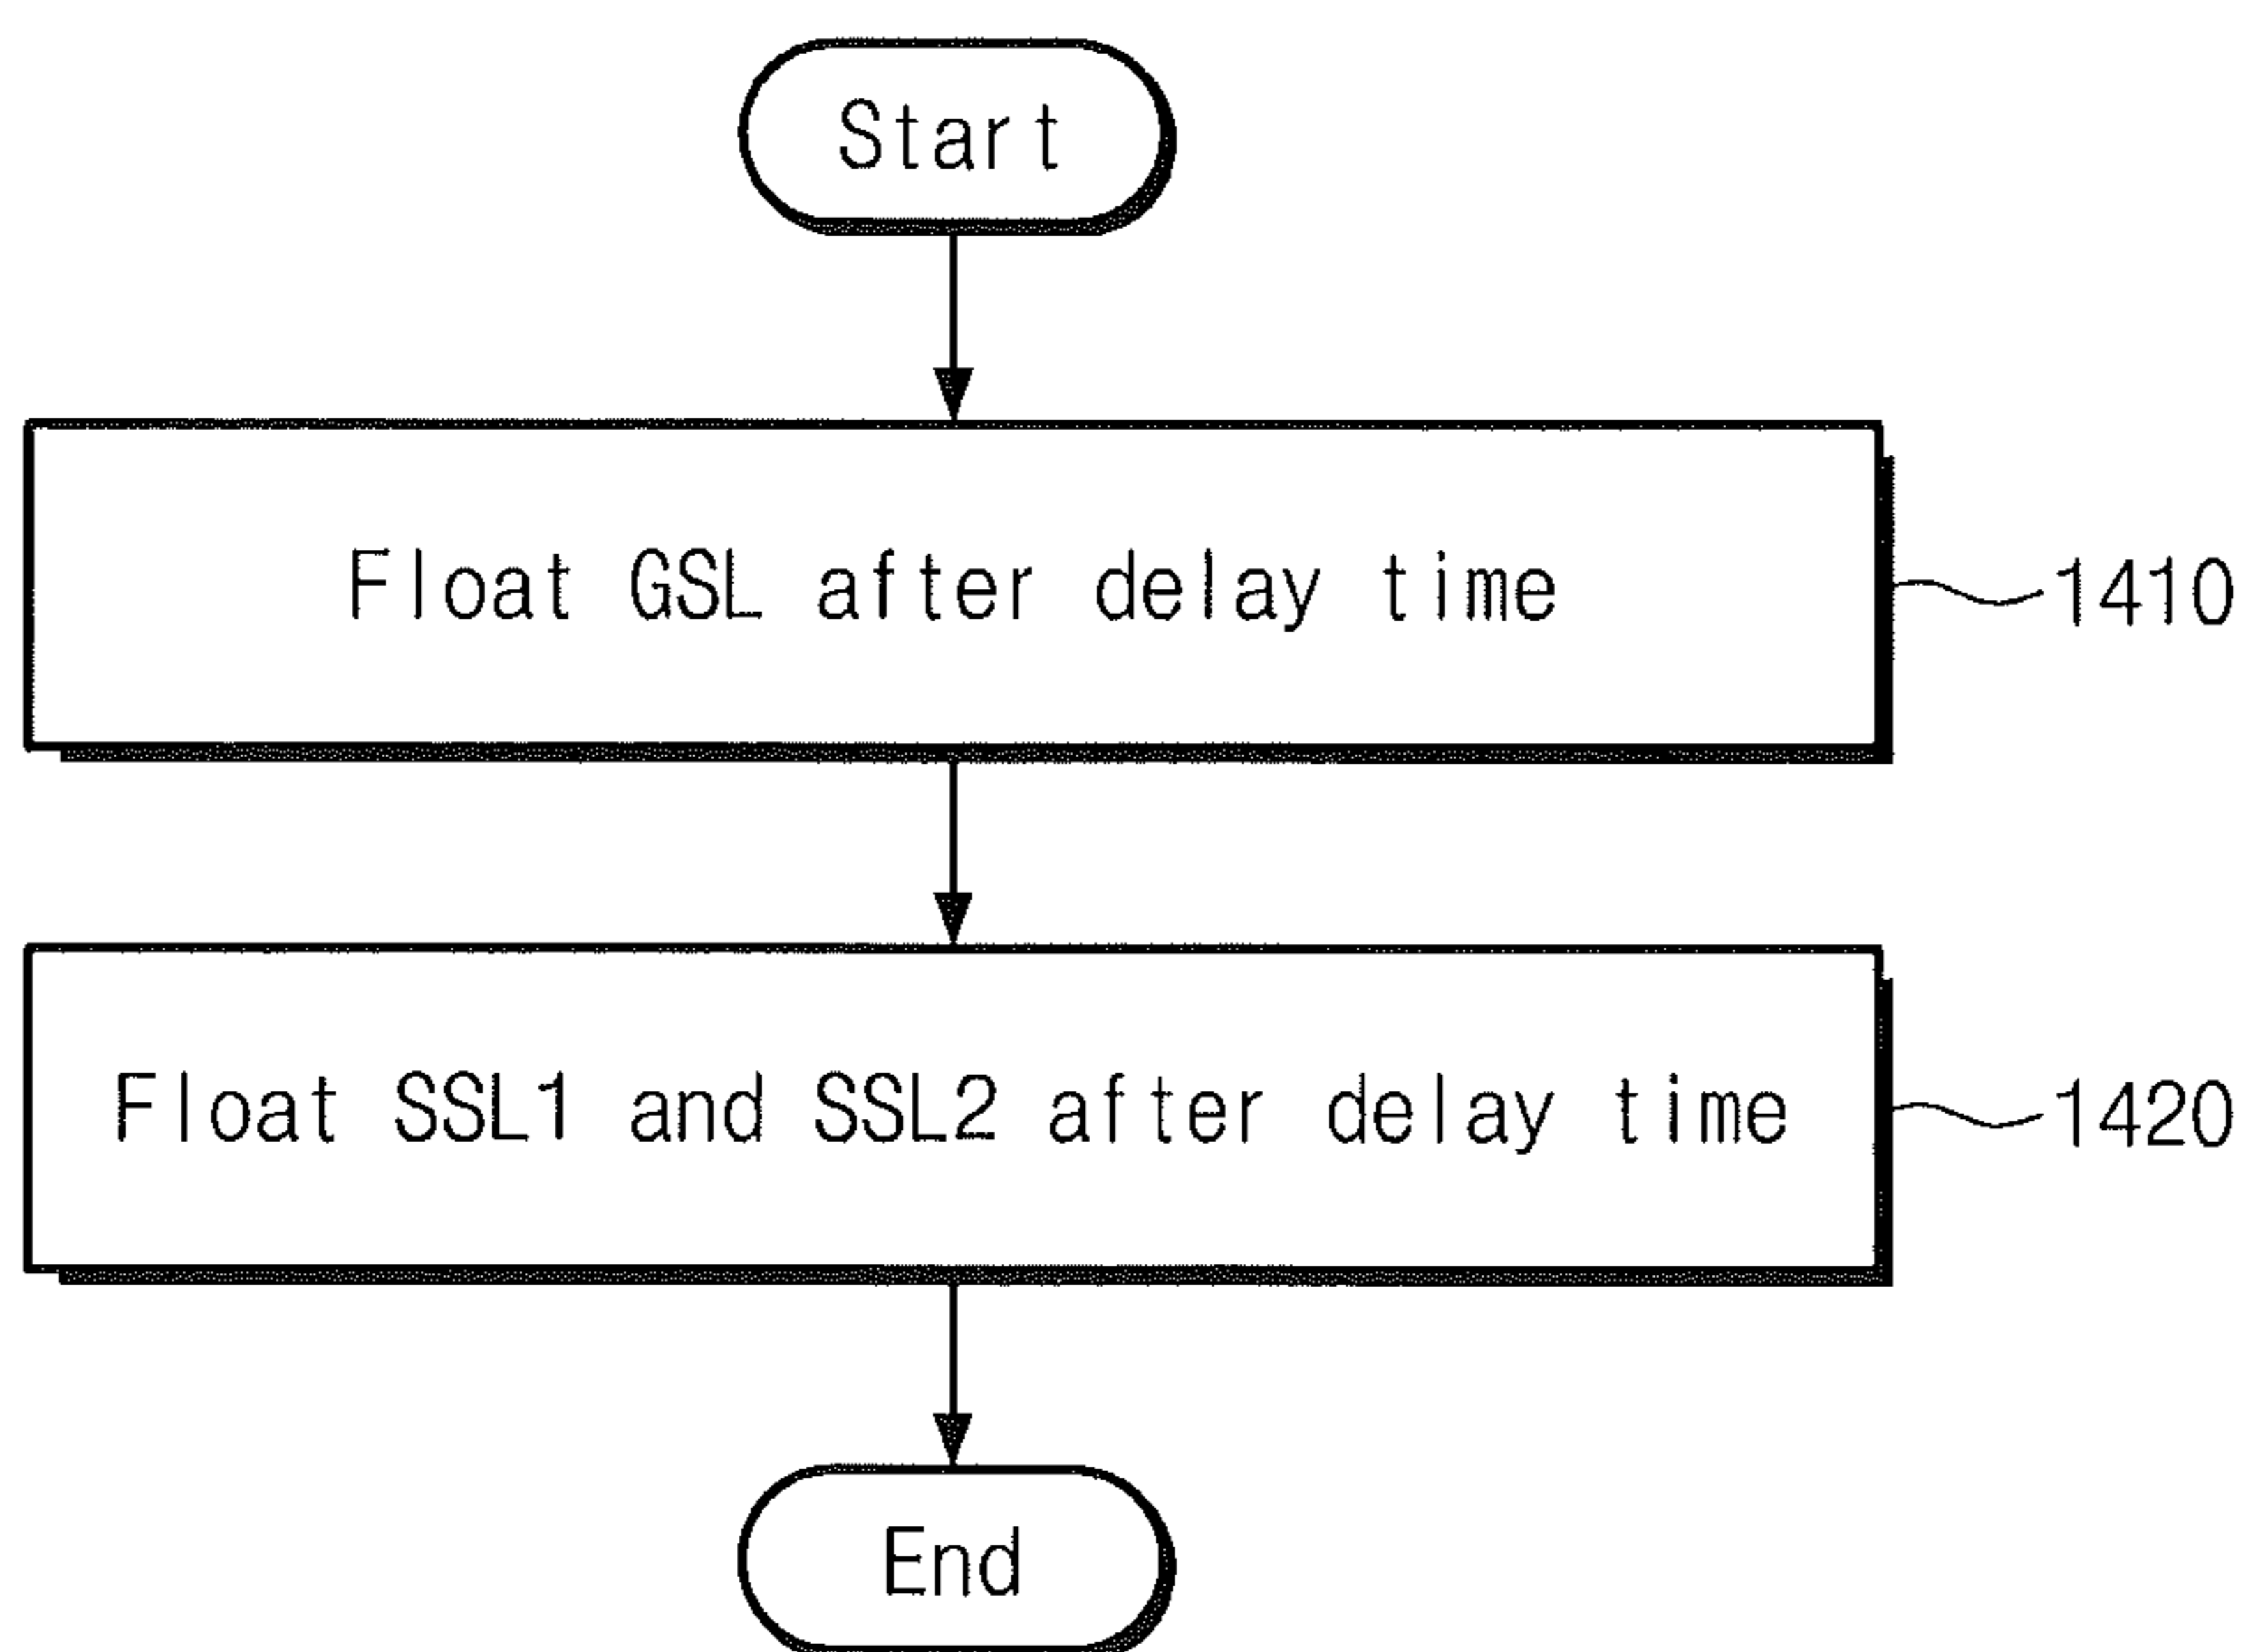 Start
Float GSL after delay time
1410
Float SSL1 and SSL2 after delay time
1420
End